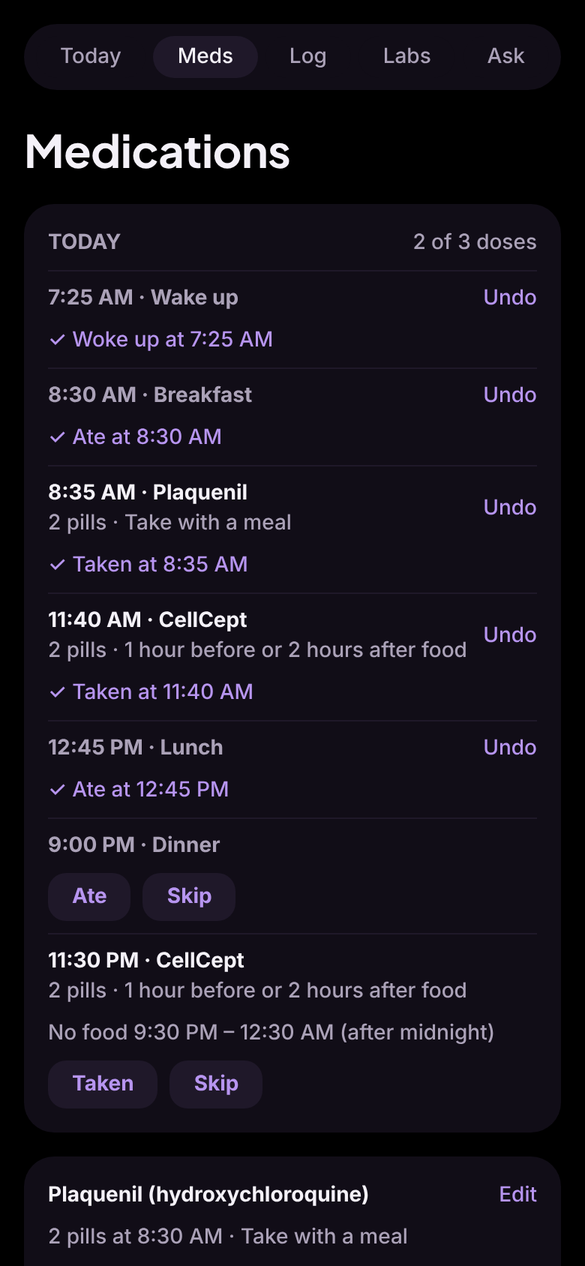 Today Meds Log Labs Ask
Medications
TODAY 2 of 3 doses
7:25 AM · Wake up Undo
✓ Woke up at 7:25 AM
8:30 AM · Breakfast Undo
✓ Ate at 8:30 AM
8:35 AM · Plaquenil
2 pills · Take with a meal Undo
✓ Taken at 8:35 AM
11:40 AM · CellCept
2 pills · 1 hour before or 2 hours after food Undo
✓ Taken at 11:40 AM
12:45 PM · Lunch Undo
✓ Ate at 12:45 PM
9:00 PM · Dinner
Ate Skip
11:30 PM · CellCept
2 pills · 1 hour before or 2 hours after food
No food 9:30 PM – 12:30 AM (after midnight)
Taken Skip
Plaquenil (hydroxychloroquine) Edit
2 pills at 8:30 AM · Take with a meal